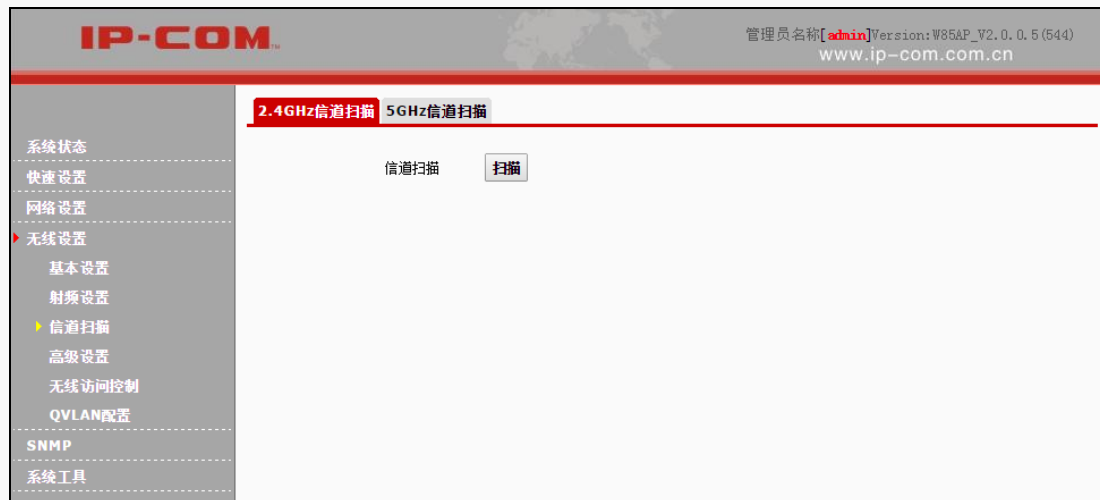 IP-COM
TM
管理员名称[admin]Version:W85AP_V2.0.0.5(544)
www.ip-com.com.cn
2.4GHz信道扫描 5GHz信道扫描
信道扫描 扫描
系统状态
快速设置
网络设置
无线设置
基本设置
射频设置
信道扫描
高级设置
无线访问控制
QVLAN配置
SNMP
系统工具